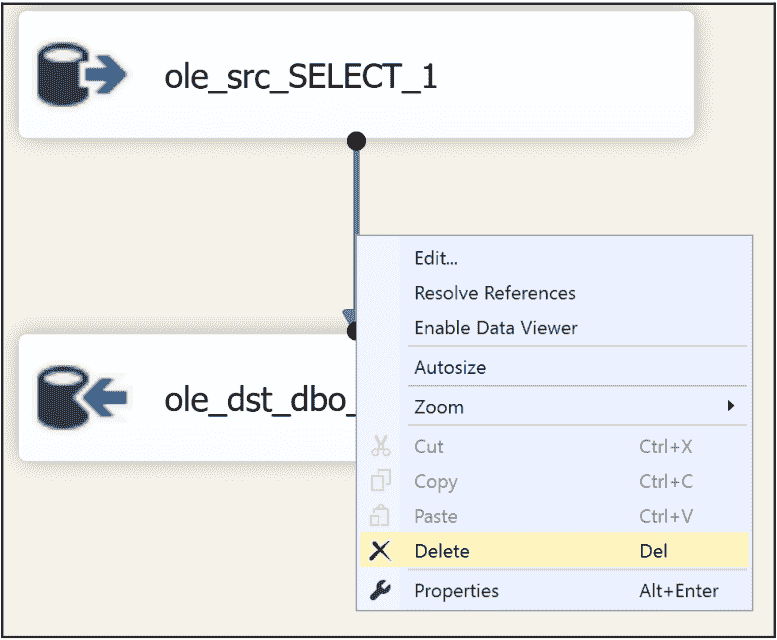 ole_src_SELECT_1
Edit...
Resolve References
Enable Data Viewer
Autosize
Zoom
ole_dst_dbo_
Cut Ctrl+X
Copy Ctrl+C
Paste Ctrl+V
Delete Del
Properties Alt+Enter